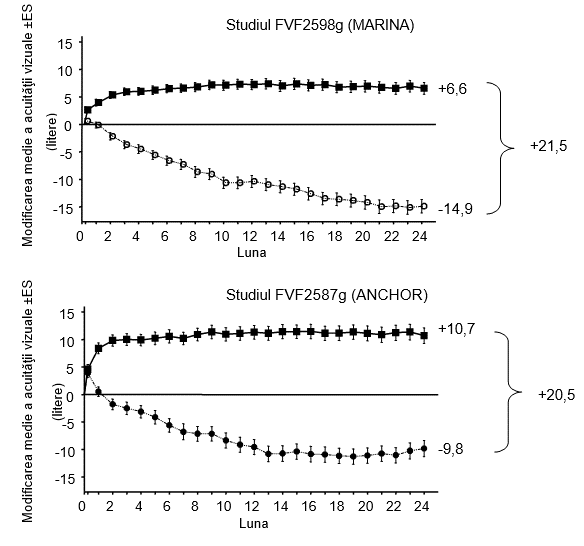 Studiul FVF2598g (MARINA)
Modificarea medie a acuităţii vizuale ±ES
(litere)
15
10
5
0
-5
-10
-15
+6,6
-14,9
+21,5
0 2 4 6 8 10 12 14 16 18 20 22 24
Luna
Studiul FVF2587g (ANCHOR)
Modificarea medie a acuităţii vizuale ±ES
(litere)
15
10
5
0
-5
-10
-15
+10,7
-9,8
+20,5
0 2 4 6 8 10 12 14 16 18 20 22 24
Luna